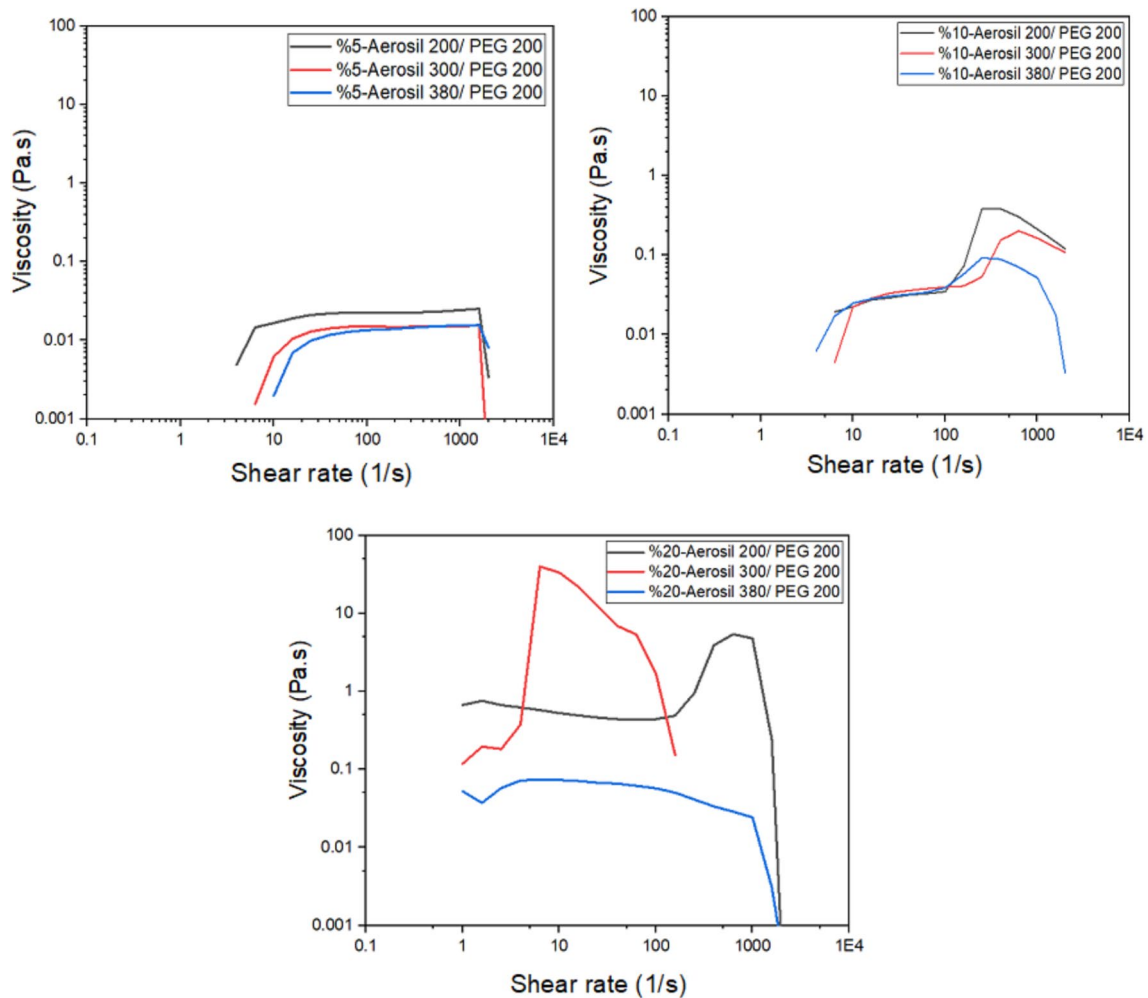 100
10
1
0.1
0.01
0.001
Viscosity (Pa.s)
%5-Aerosil 200/ PEG 200
%5-Aerosil 300/ PEG 200
%5-Aerosil 380/ PEG 200
0.1 1 10 100 1000 1E4
Shear rate (1/s)
100
10
1
0.1
0.01
0.001
Viscosity (Pa.s)
%10-Aerosil 200/ PEG 200
%10-Aerosil 300/ PEG 200
%10-Aerosil 380/ PEG 200
0.1 1 10 100 1000 1E4
Shear rate (1/s)
100
10
1
0.1
0.01
0.001
Viscosity (Pa.s)
%20-Aerosil 200/ PEG 200
%20-Aerosil 300/ PEG 200
%20-Aerosil 380/ PEG 200
0.1 1 10 100 1000 1E4
Shear rate (1/s)